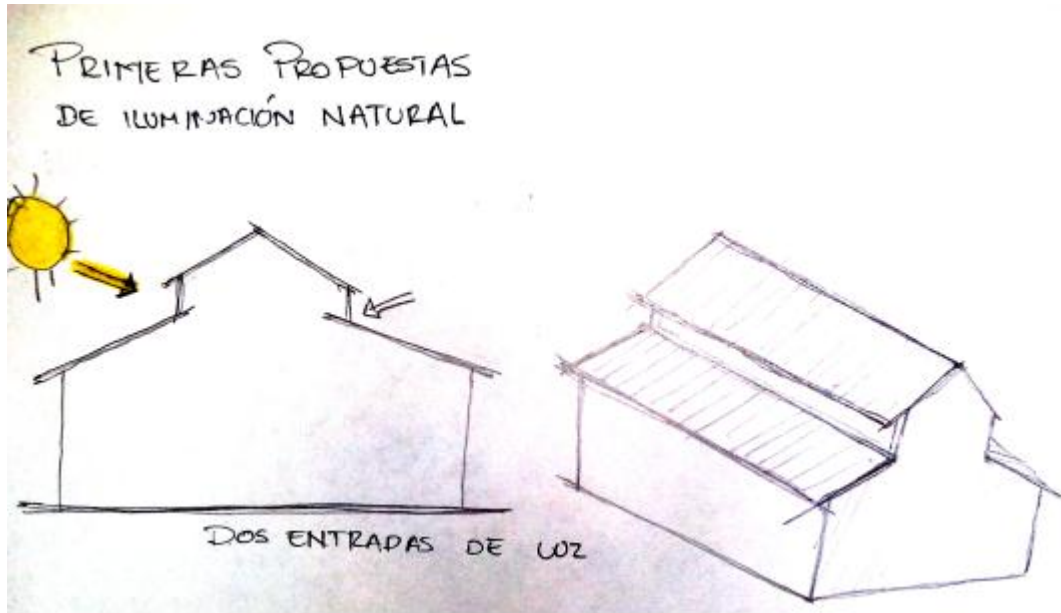 PRIMERAS PROPUESTAS
DE ILUMINACIÓN NATURAL
DOS ENTRADAS DE LUZ